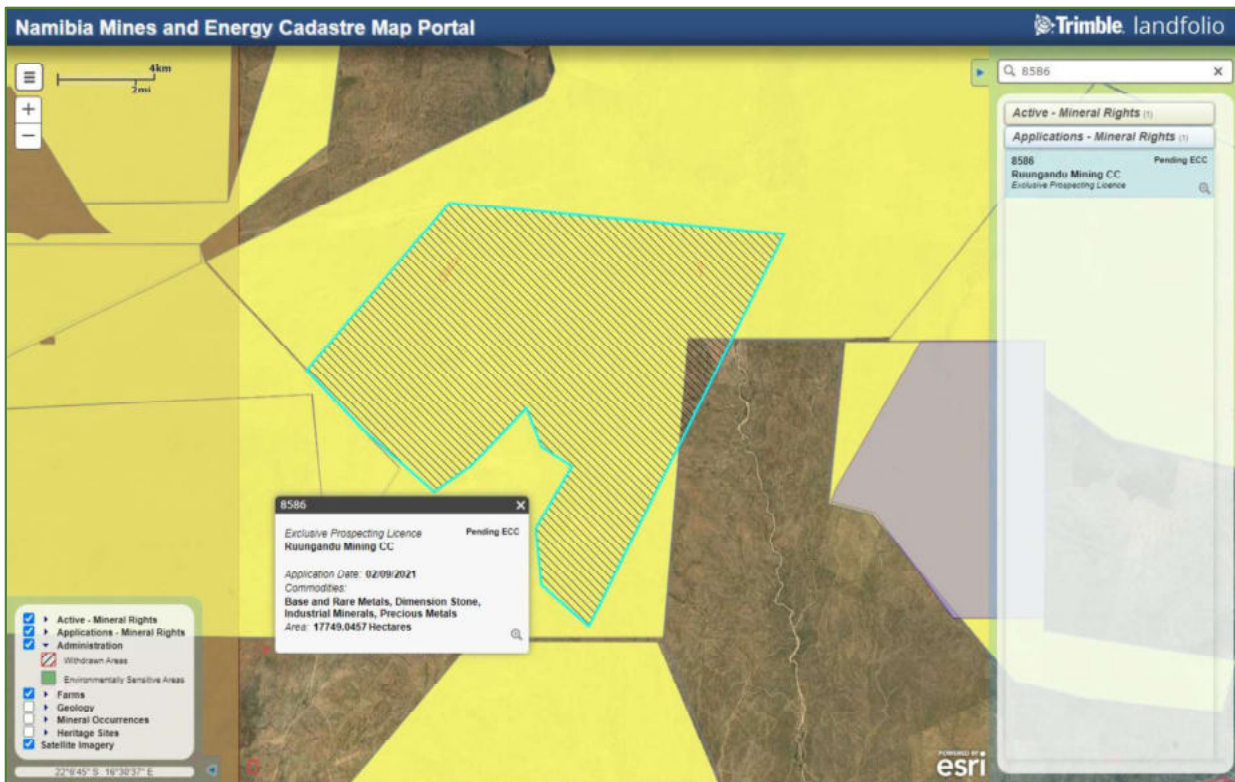 Namibia Mines and Energy Cadastre Map Portal
Trimble. landfolio
4km
2mi
8586
Active - Mineral Rights (1)
Applications - Mineral Rights (1)
8586 Pending ECC
Ruungandu Mining CC
Exclusive Prospecting Licence
8586
Exclusive Prospecting Licence Pending ECC
Ruungandu Mining CC
Application Date: 02/09/2021
Commodities:
Base and Rare Metals, Dimension Stone,
Industrial Minerals, Precious Metals
Area: 17749.0457 Hectares
Active - Mineral Rights
Applications - Mineral Rights
Administration
Withdrawn Areas
Environmentally Sensitive Areas
Farms
Geology
Mineral Occurrences
Heritage Sites
Satellite Imagery
22°6'45" S 16°30'37" E
POWERED BY
esri